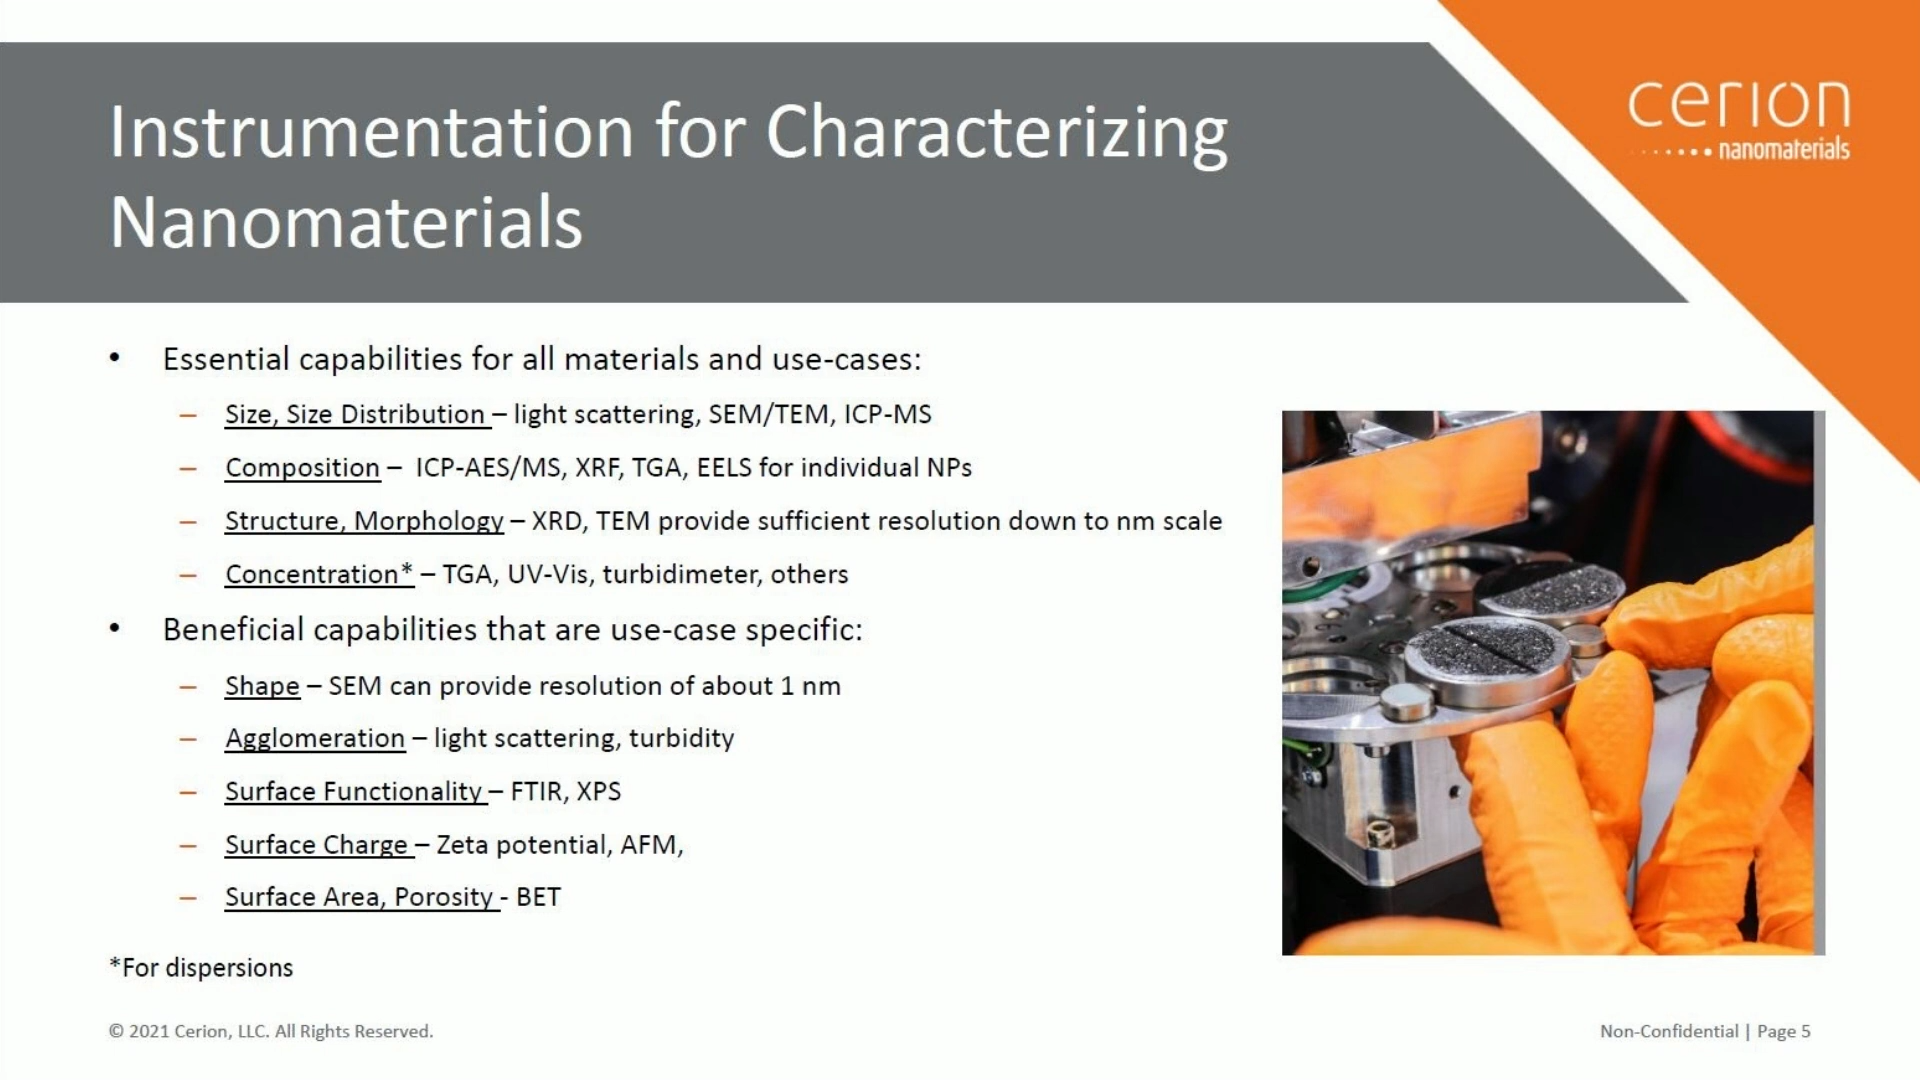 Instrumentation for Characterizing
Nanomaterials
cerion
nanomaterials
• Essential capabilities for all materials and use-cases:
– Size, Size Distribution – light scattering, SEM/TEM, ICP-MS
– Composition – ICP-AES/MS, XRF, TGA, EELS for individual NPs
– Structure, Morphology – XRD, TEM provide sufficient resolution down to nm scale
– Concentration* – TGA, UV-Vis, turbidimeter, others
• Beneficial capabilities that are use-case specific:
– Shape – SEM can provide resolution of about 1 nm
– Agglomeration – light scattering, turbidity
– Surface Functionality – FTIR, XPS
– Surface Charge – Zeta potential, AFM,
– Surface Area, Porosity - BET
*For dispersions
© 2021 Cerion, LLC. All Rights Reserved.
Non-Confidential | Page 5